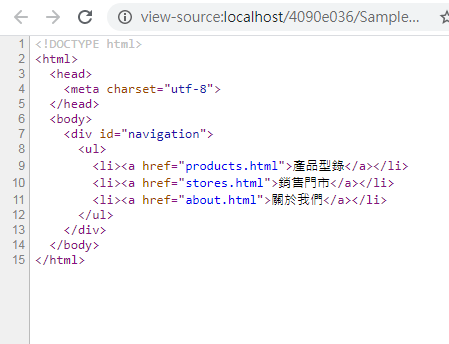 view-source:localhost/4090e036/Sample...
1 <!DOCTYPE html>
2 <html>
3   <head>
4     <meta charset="utf-8">
5   </head>
6   <body>
7     <div id="navigation">
8       <ul>
9         <li><a href="products.html">產品型錄</a></li>
10         <li><a href="stores.html">銷售門市</a></li>
11         <li><a href="about.html">關於我們</a></li>
12       </ul>
13     </div>
14   </body>
15 </html>